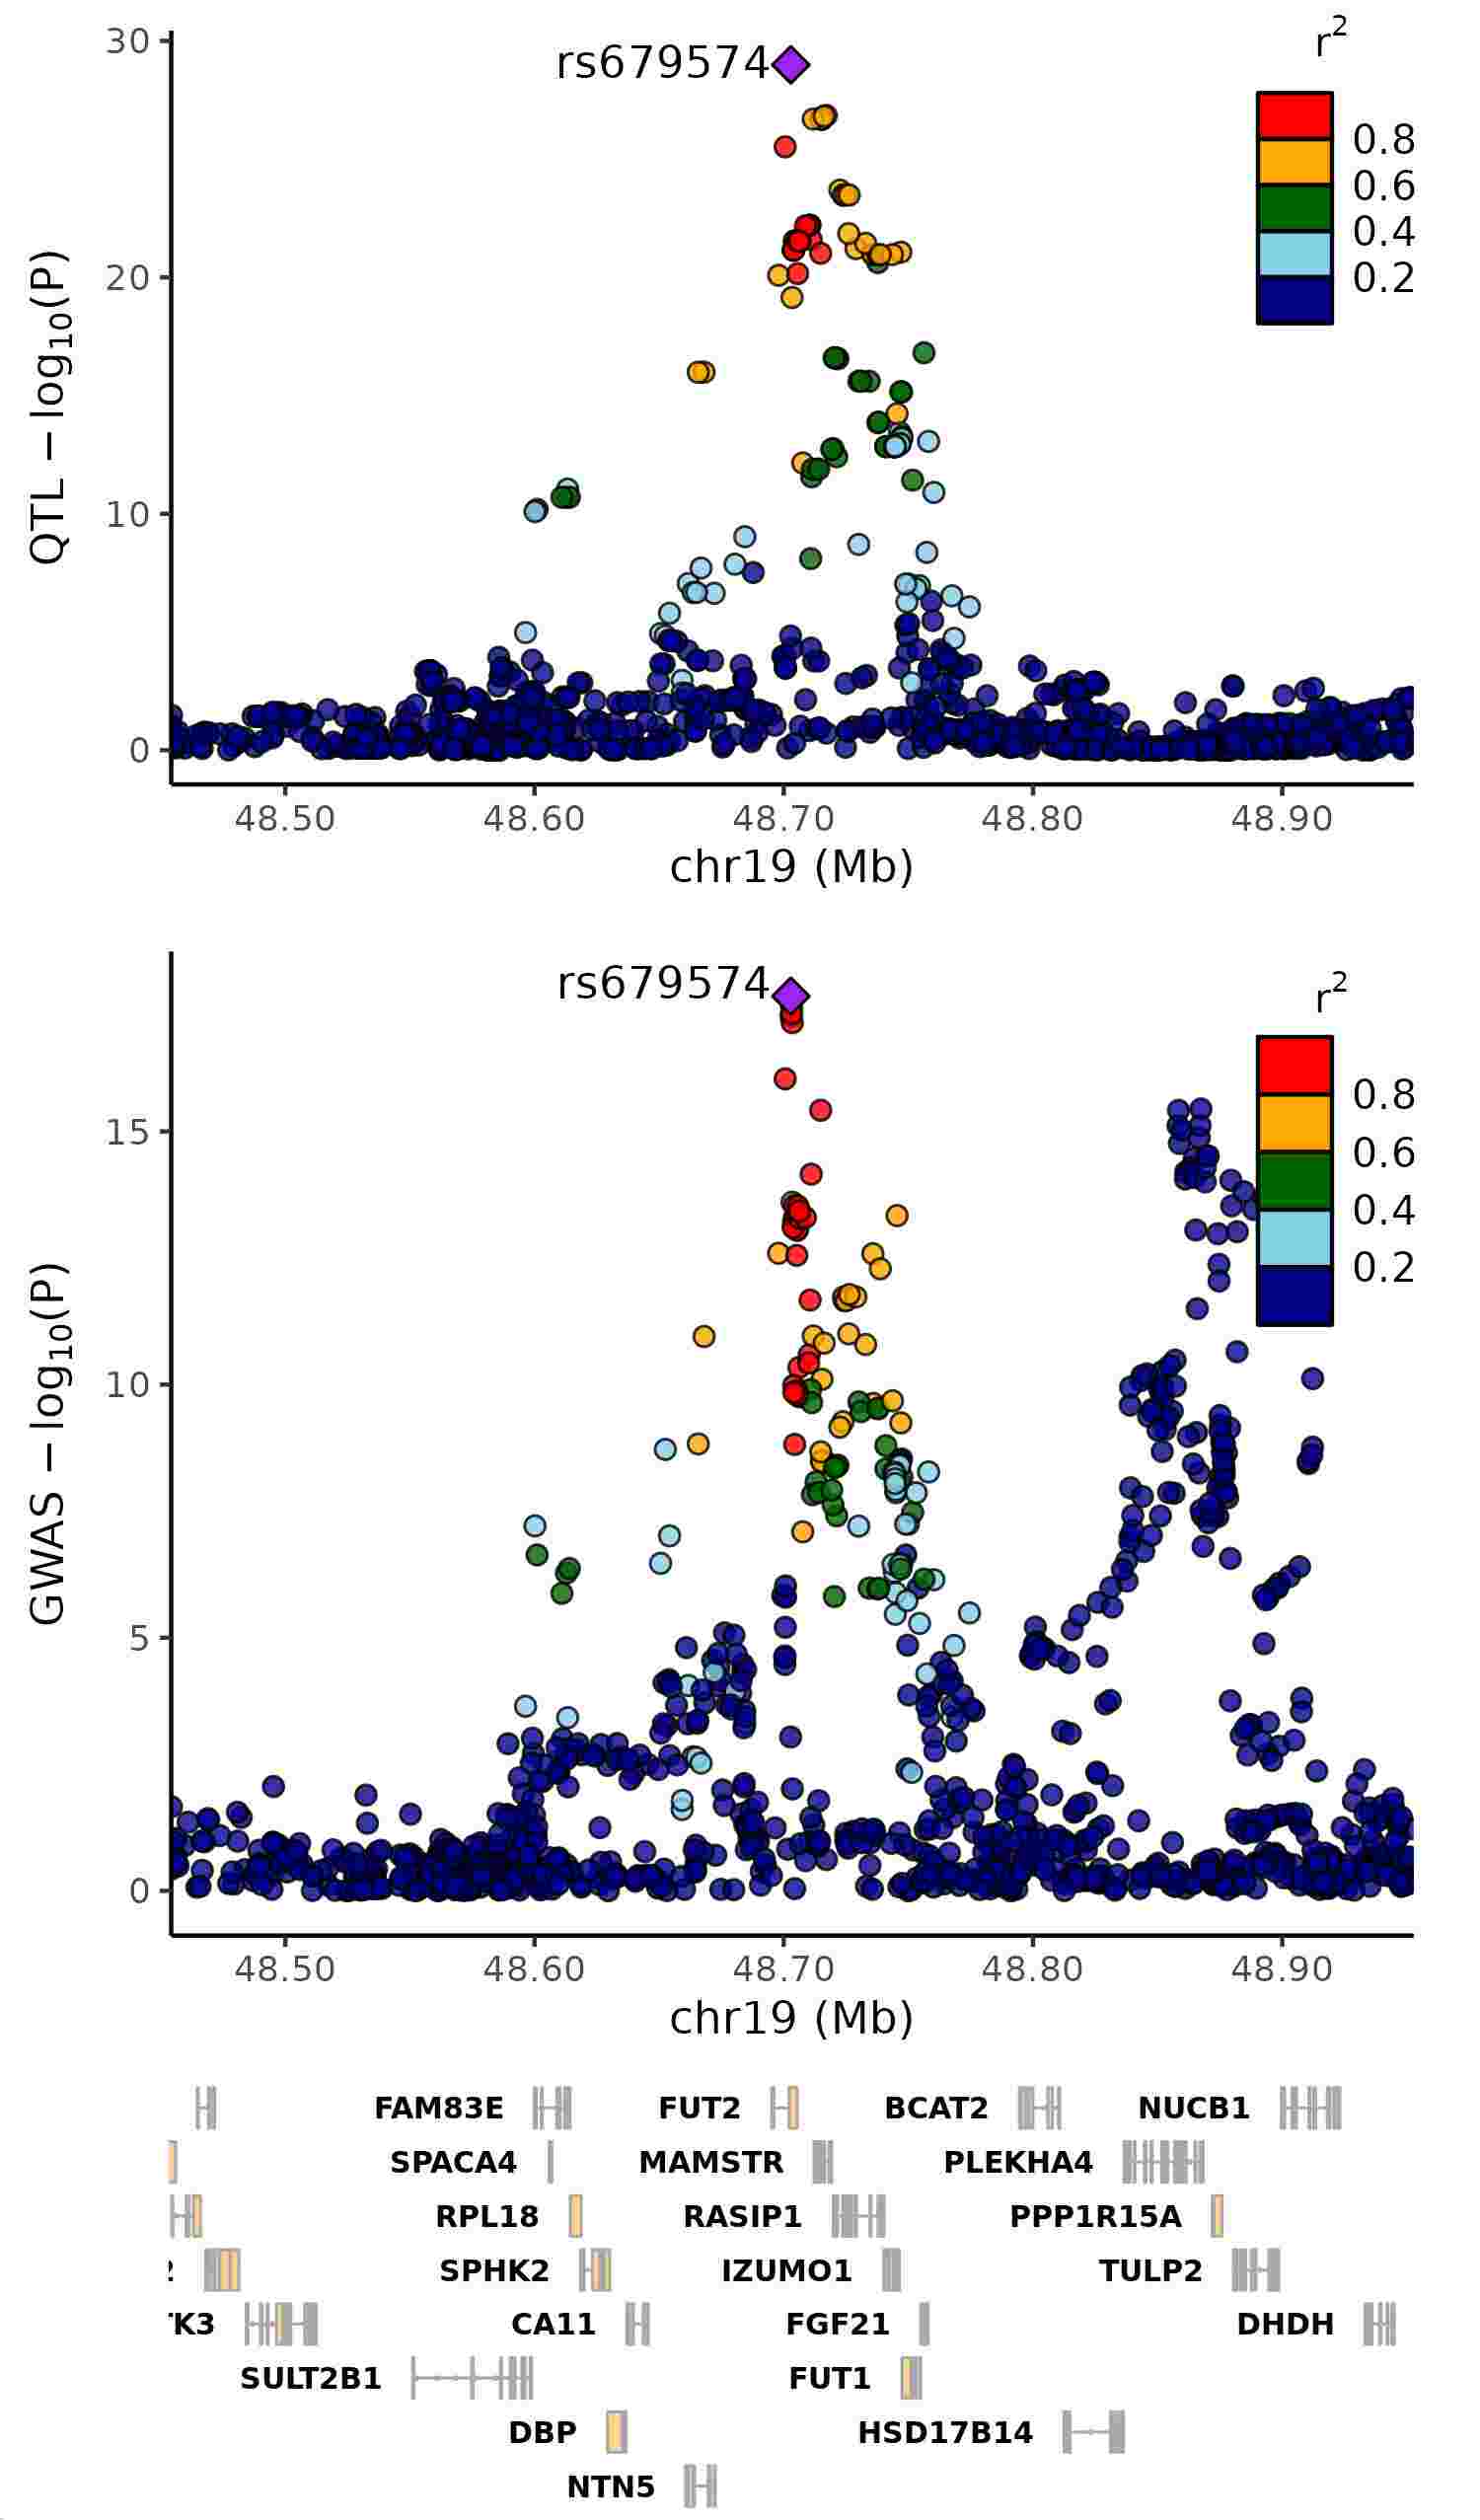 r2
rs679574
30
20
10
0
QTL − log10(P)
0.8
0.6
0.4
0.2
48.50 48.60 48.70 48.80 48.90
chr19 (Mb)
r2
rs679574
15
10
5
0
GWAS − log10(P)
0.8
0.6
0.4
0.2
48.50 48.60 48.70 48.80 48.90
chr19 (Mb)
FAM83E FUT2 BCAT2 NUCB1
SPACA4 MAMSTR PLEKHA4
RPL18 RASIP1 PPP1R15A
SPHK2 IZUMO1 TULP2
K3 CA11 FGF21 DHDH
SULT2B1 FUT1
DBP HSD17B14
NTN5